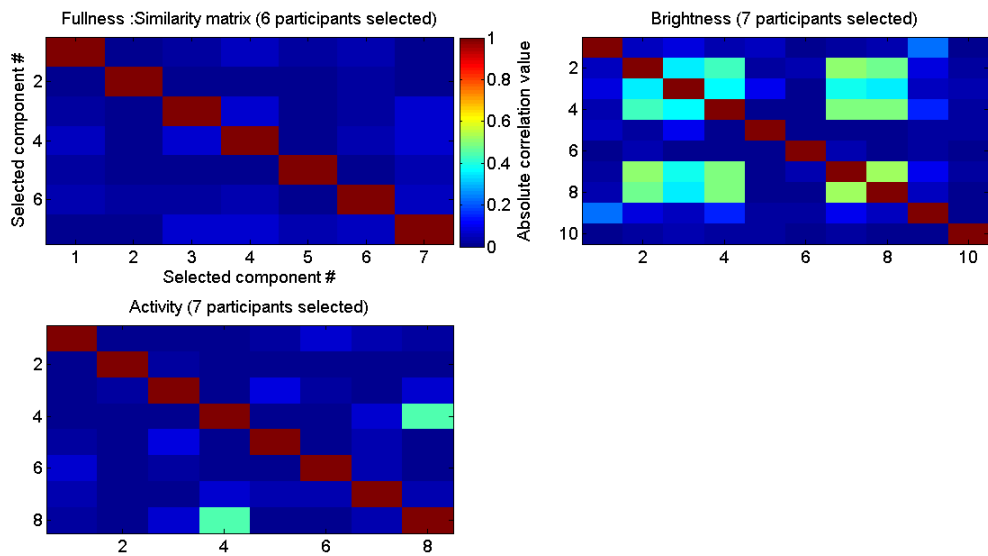 Fullness :Similarity matrix (6 participants selected)
Selected component #
2
4
6
1 2 3 4 5 6 7
Selected component #
1
0.8
0.6
0.4
0.2
0
Absolute correlation value
Brightness (7 participants selected)
2
4
6
8
10
2 4 6 8 10
Activity (7 participants selected)
2
4
6
8
2 4 6 8